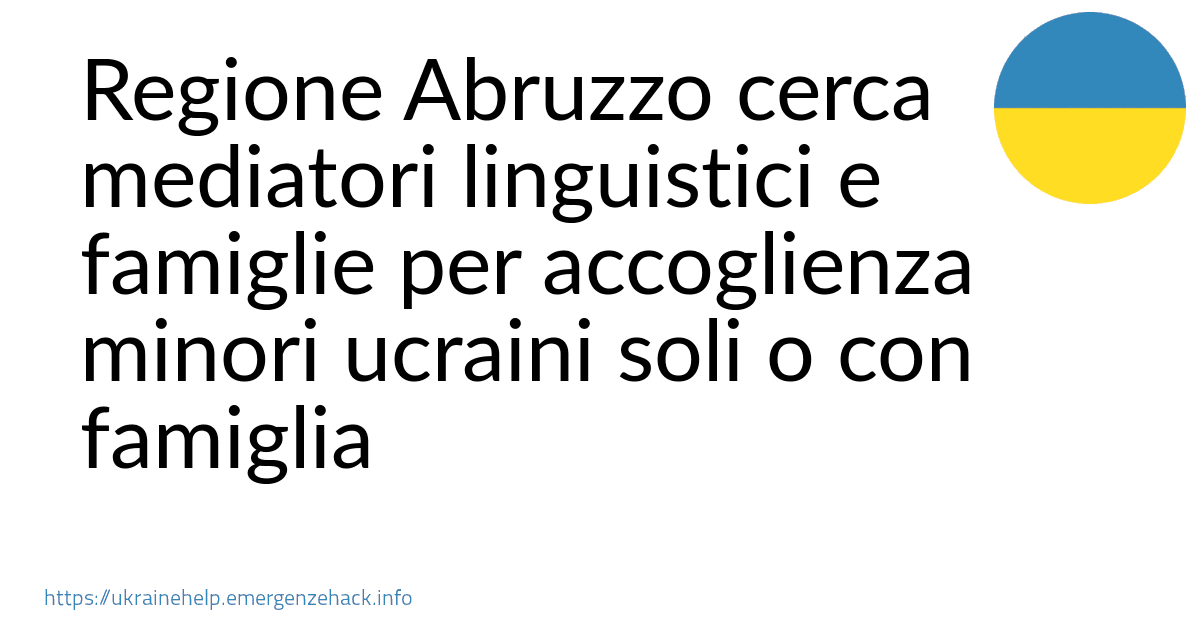 Regione Abruzzo cerca
mediatori linguistici e
famiglie per accoglienza
minori ucraini soli o con
famiglia
https://ukrainehelp.emergenzehack.info